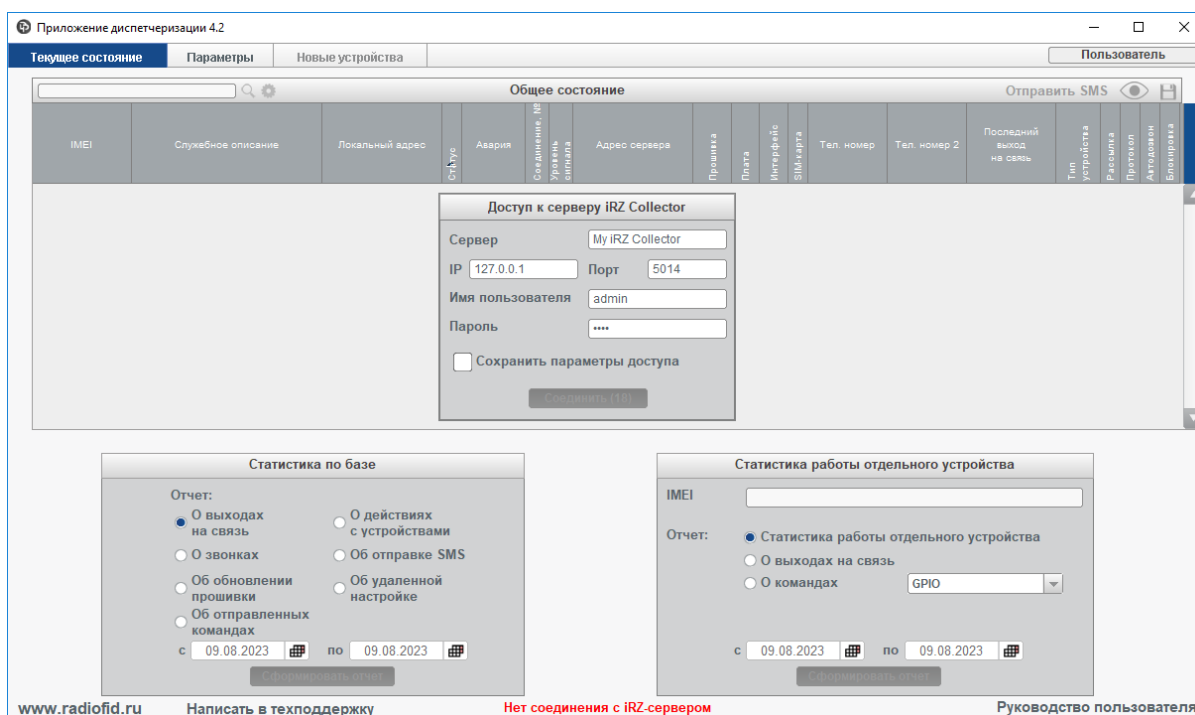 Приложение диспетчеризации 4.2
Текущее состояние
Параметры
Новые устройства
Пользователь
Общее состояние
Отправить SMS
IMEI
Служебное описание
Локальный адрес
Статус
Авария
Соединение, №
Уровень
сигнала
Адрес сервера
Прошивка
Плата
Интерфейс
SIM-карта
Тел. номер
Тел. номер 2
Последний
выход
на связь
Тип
устройства
Рассылка
Протокол
Автодозвон
Блокировка
Доступ к серверу iRZ Collector
Сервер My iRZ Collector
IP 127.0.0.1 Порт 5014
Имя пользователя admin
Пароль ••••
Сохранить параметры доступа
Соединить (18)
Статистика по базе
Отчет:
О выходах
на связь
О действиях
с устройствами
О звонках
Об отправке SMS
Об обновлении
прошивки
Об удаленной
настройке
Об отправленных
командах
с 09.08.2023 по 09.08.2023
Сформировать отчет
Статистика работы отдельного устройства
IMEI
Отчет: Статистика работы отдельного устройства
О выходах на связь
О командах GPIO
с 09.08.2023 по 09.08.2023
Сформировать отчет
www.radiofid.ru Написать в техподдержку Нет соединения с iRZ-сервером Руководство пользователя